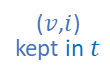 (v,i)
kept in t